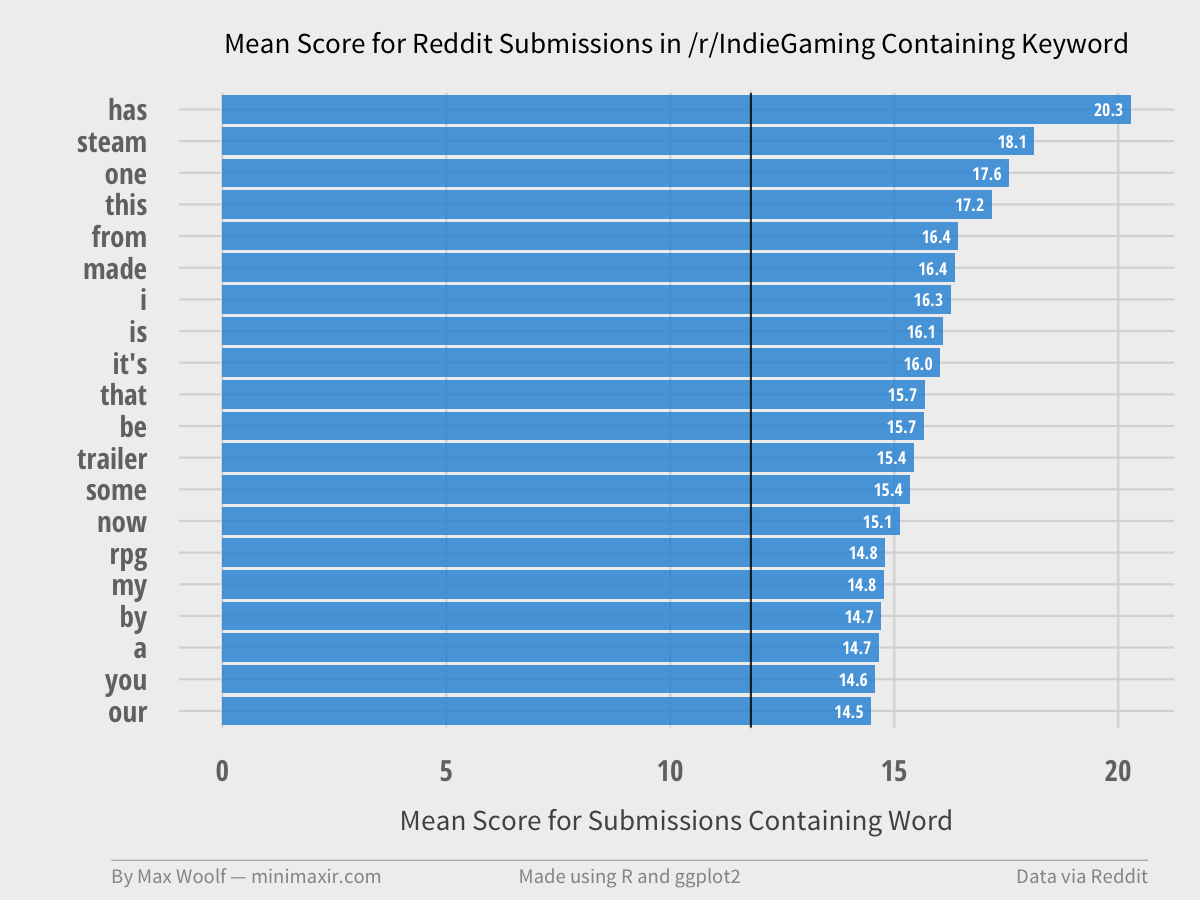 Mean Score for Reddit Submissions in /r/IndieGaming Containing Keyword
has 20.3
steam 18.1
one 17.6
this 17.2
from 16.4
made 16.4
i 16.3
is 16.1
it's 16.0
that 15.7
be 15.7
trailer 15.4
some 15.4
now 15.1
rpg 14.8
my 14.8
by 14.7
a 14.7
you 14.6
our 14.5
0 5 10 15 20
Mean Score for Submissions Containing Word
By Max Woolf — minimaxir.com Made using R and ggplot2 Data via Reddit